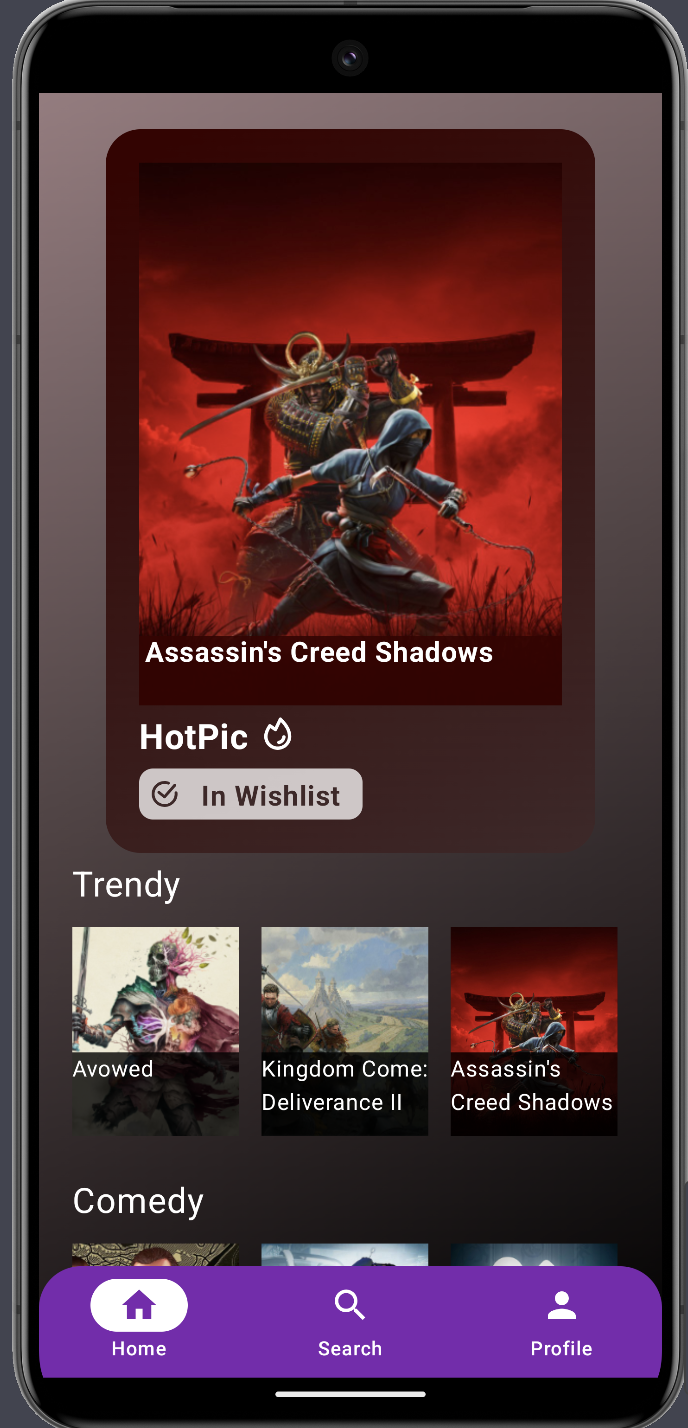 Assassin's Creed Shadows
HotPic
In Wishlist
Trendy
Avowed
Kingdom Come:
Deliverance II
Assassin's
Creed Shadows
Comedy
Home
Search
Profile